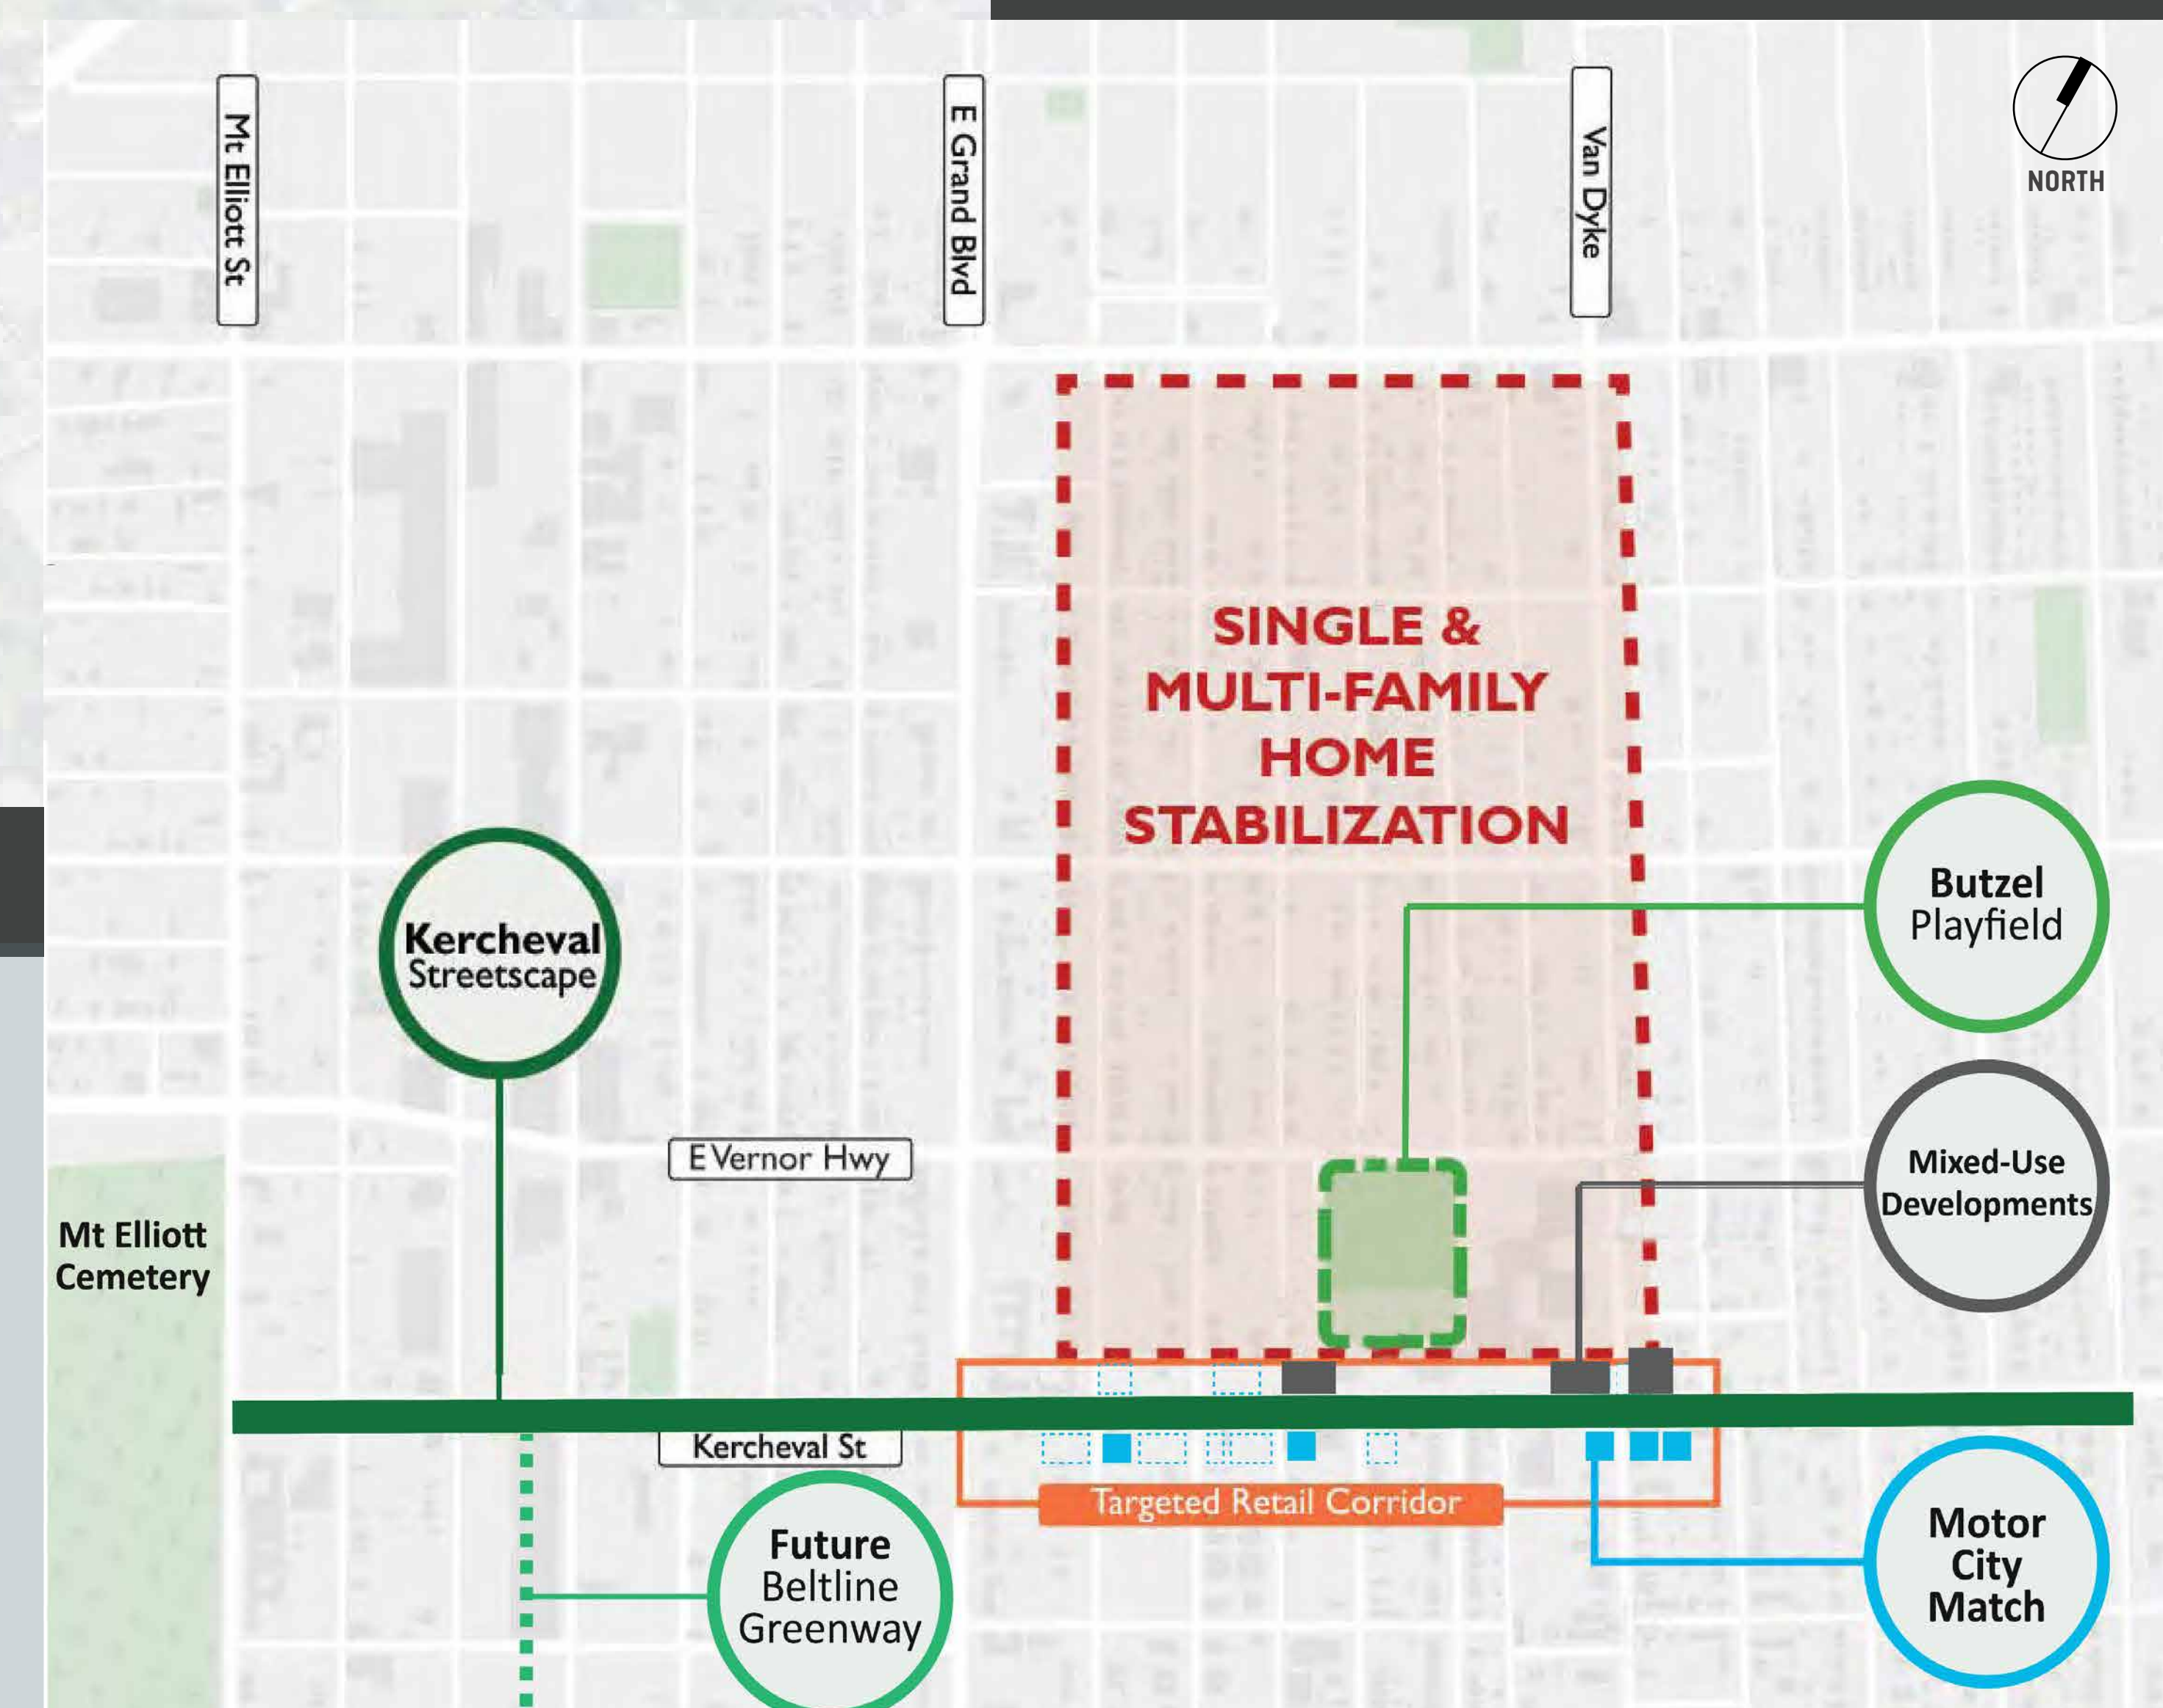 Mt Elliott St
E Grand Blvd
Van Dyke
NORTH
SINGLE &
MULTI-FAMILY
HOME
STABILIZATION
Butzel
Playfield
Kercheval
Streetscape
E Vernor Hwy
Mixed-Use
Developments
Mt Elliott
Cemetery
Kercheval St
Targeted Retail Corridor
Future
Beltline
Greenway
Motor
City
Match